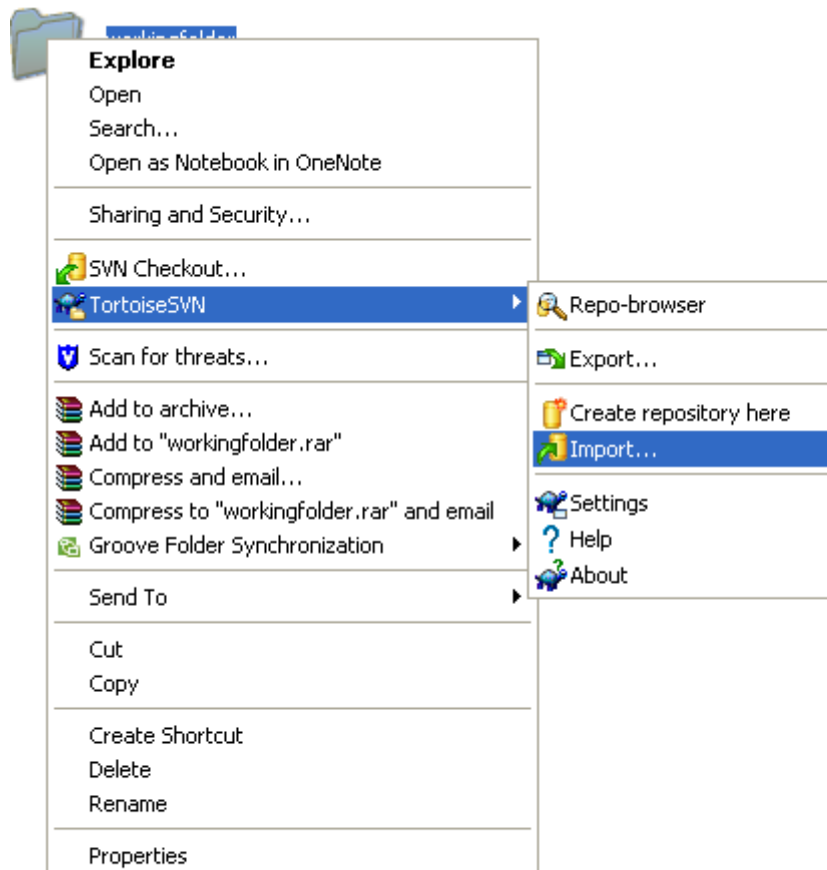 workingfolder
Explore
Open
Search...
Open as Notebook in OneNote
Sharing and Security...
SVN Checkout...
TortoiseSVN
Scan for threats...
Add to archive...
Add to "workingfolder.rar"
Compress and email...
Compress to "workingfolder.rar" and email
Groove Folder Synchronization
Send To
Cut
Copy
Create Shortcut
Delete
Rename
Properties
Repo-browser
Export...
Create repository here
Import...
Settings
Help
About